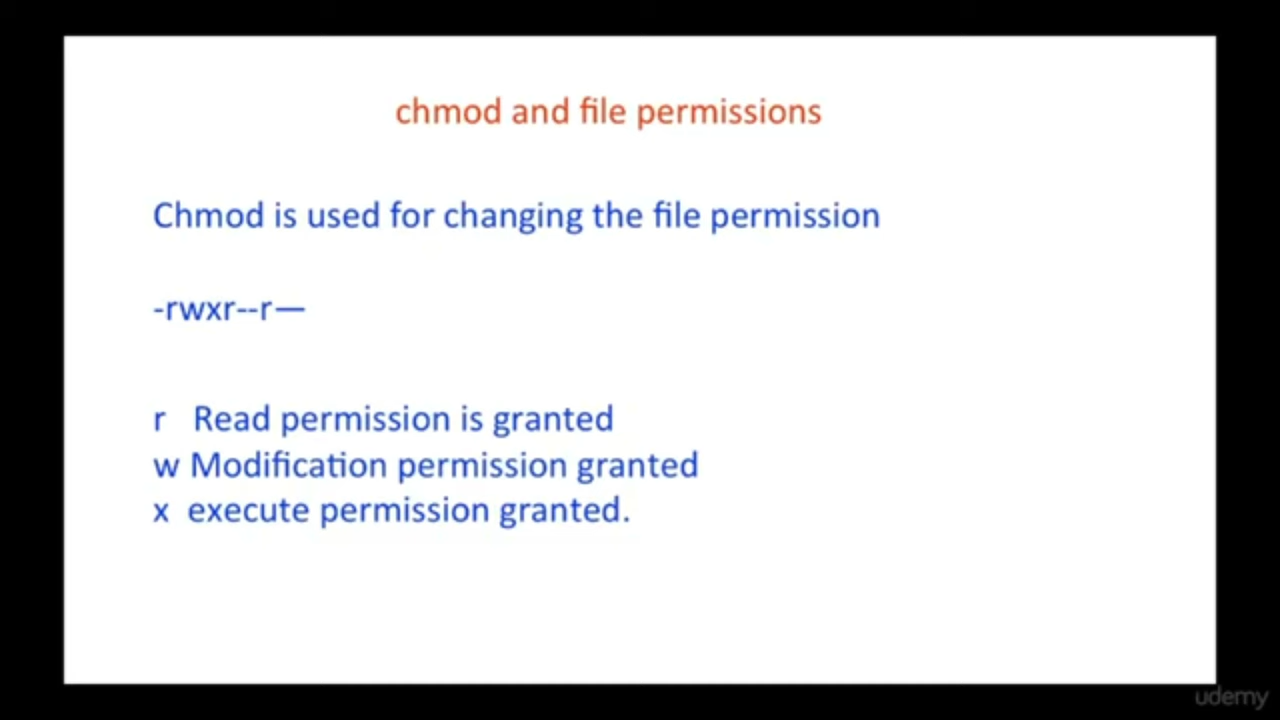 chmod and file permissions
Chmod is used for changing the file permission
-rwxr--r—
r Read permission is granted
w Modification permission granted
x execute permission granted.
udemy